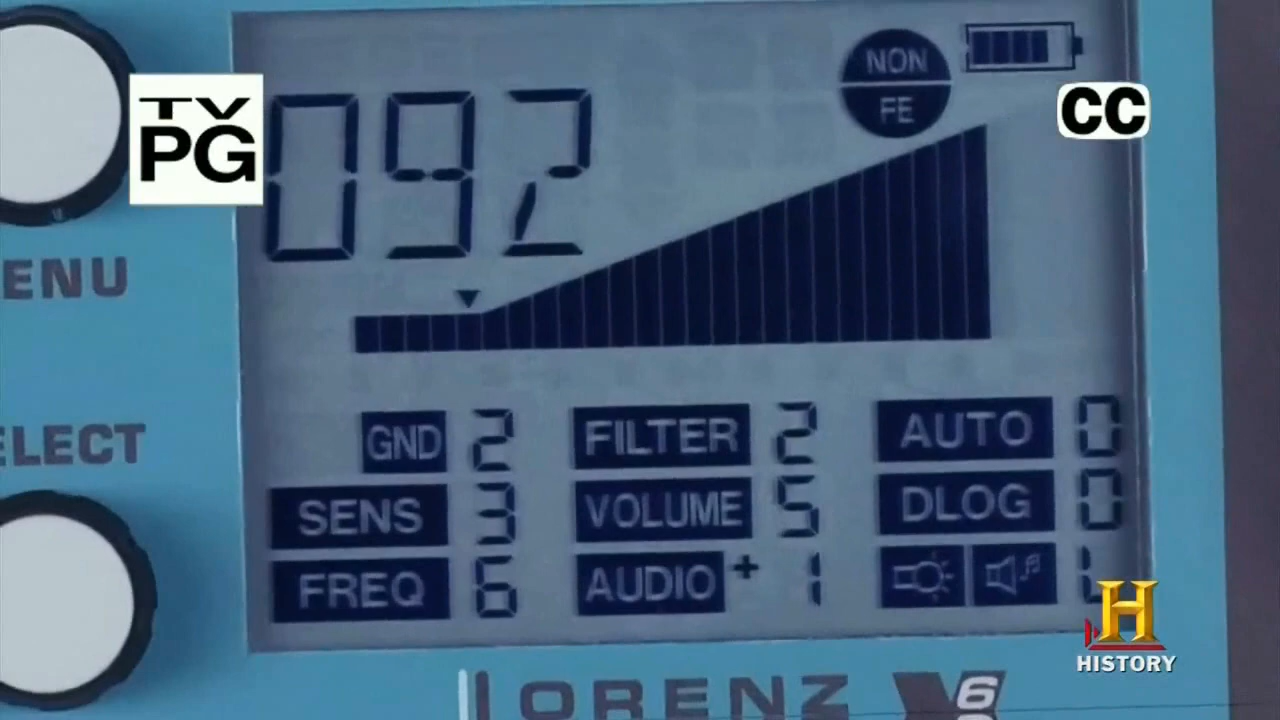 TV
PG
092
NON
FE
CC
ENU
ELECT
GND 2 FILTER 2 AUTO 0
SENS 3 VOLUME 5 DLOG 0
FREQ 6 AUDIO + 1
H
HISTORY
LORENZ V6